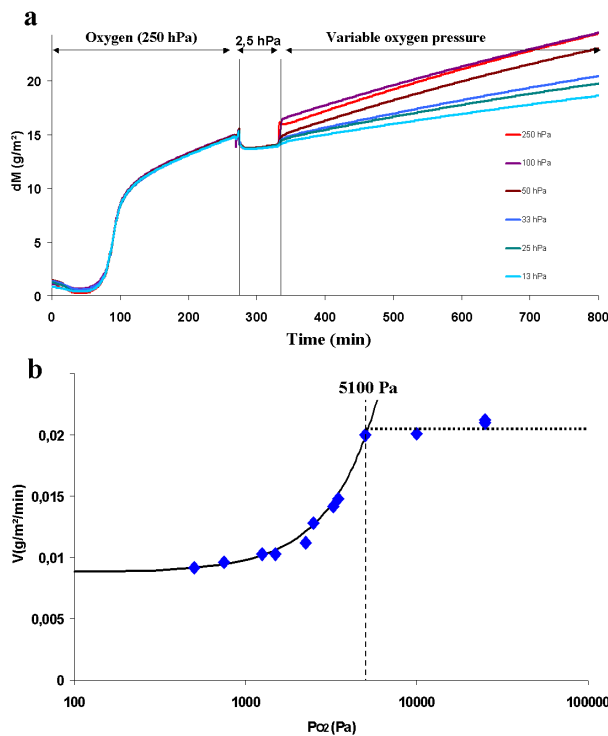 a
Oxygen (250 hPa)
2,5 hPa
Variable oxygen pressure
dM (g/m²)
20
15
10
5
0
250 hPa
100 hPa
50 hPa
33 hPa
25 hPa
13 hPa
0 100 200 300 400 500 600 700 800
Time (min)
b
5100 Pa
V(g/m²/min)
0,025
0,02
0,015
0,01
0,005
0
100 1000 10000 100000
PO2(Pa)